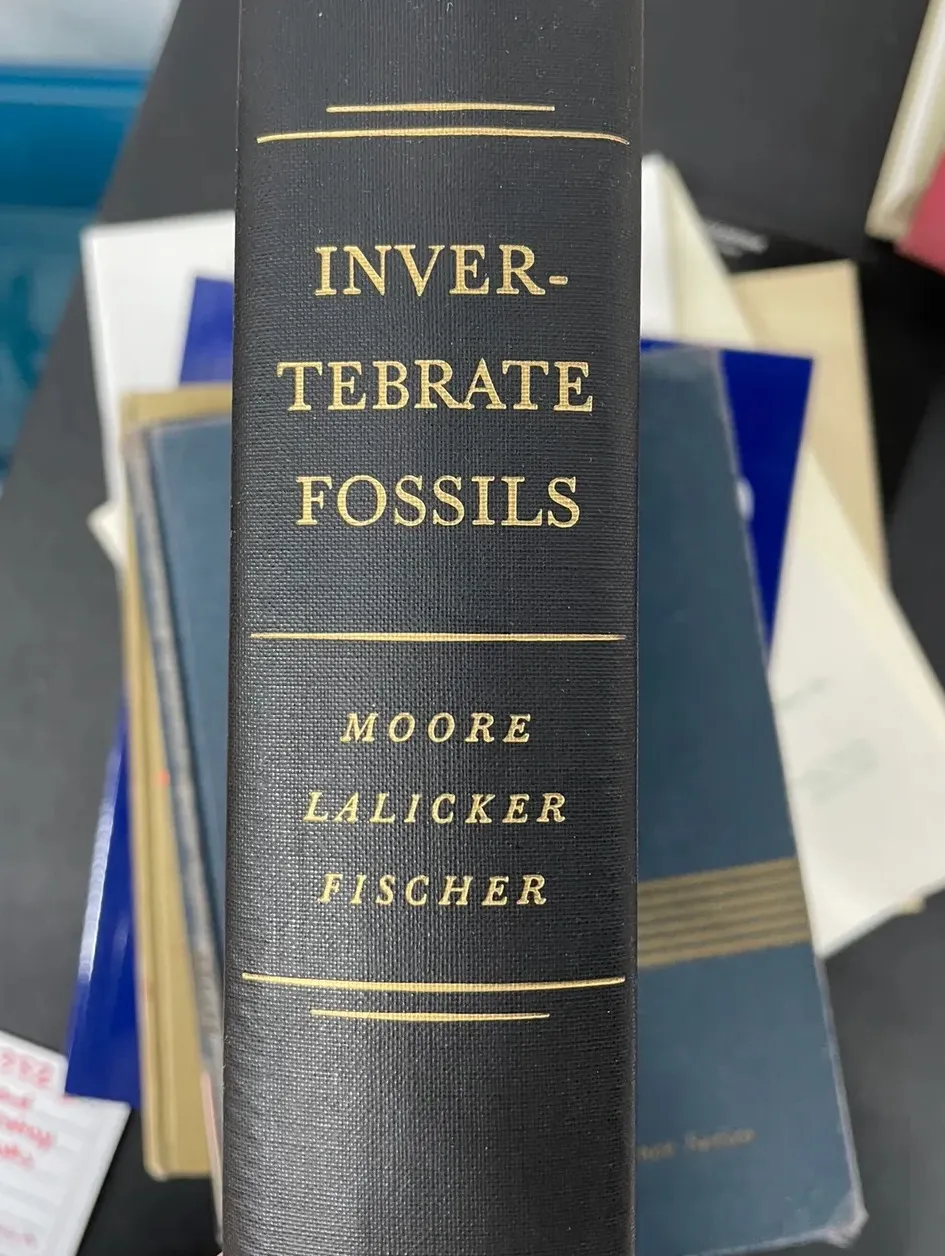 INVER-
TEBRATE
FOSSILS
MOORE
LALICKER
FISCHER